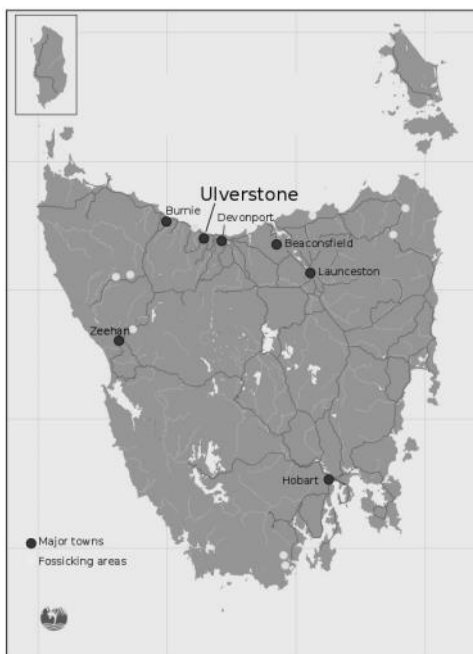 Ulverstone
Burnie
Devonport
Beaconsfield
Launceston
Zeehan
Hobart
Major towns
Fossicking areas